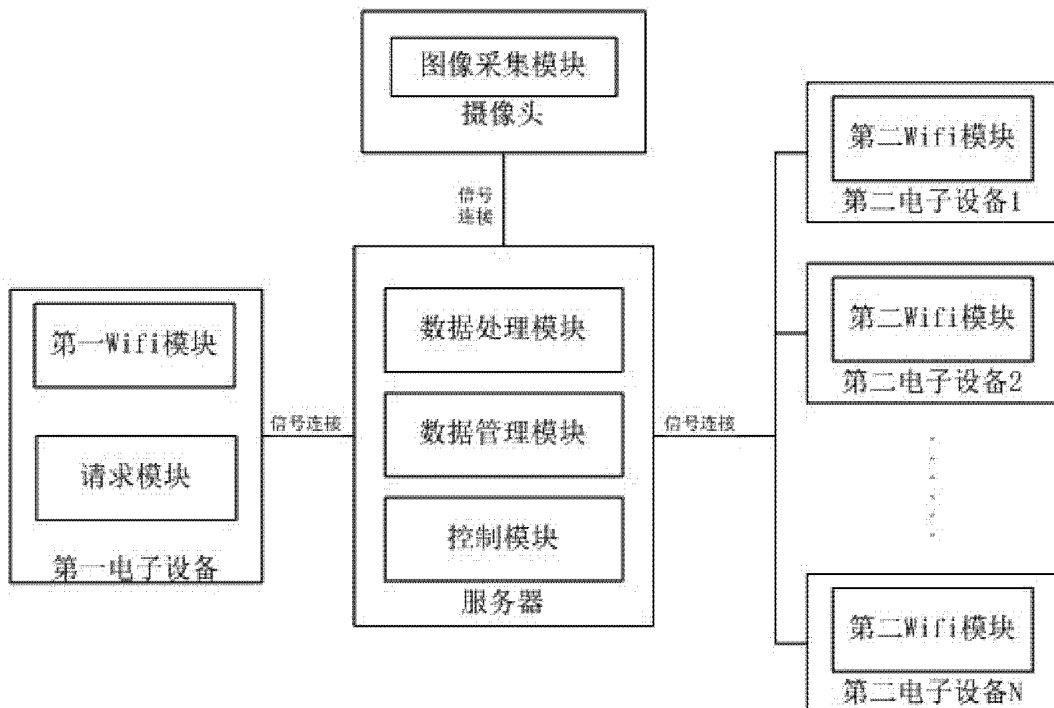 图像采集模块
摄像头
信号
连接
第一Wifi模块
请求模块
第一电子设备
信号连接
数据处理模块
数据管理模块
控制模块
服务器
信号连接
第二Wifi模块
第二电子设备1
第二Wifi模块
第二电子设备2
第二Wifi模块
第二电子设备N